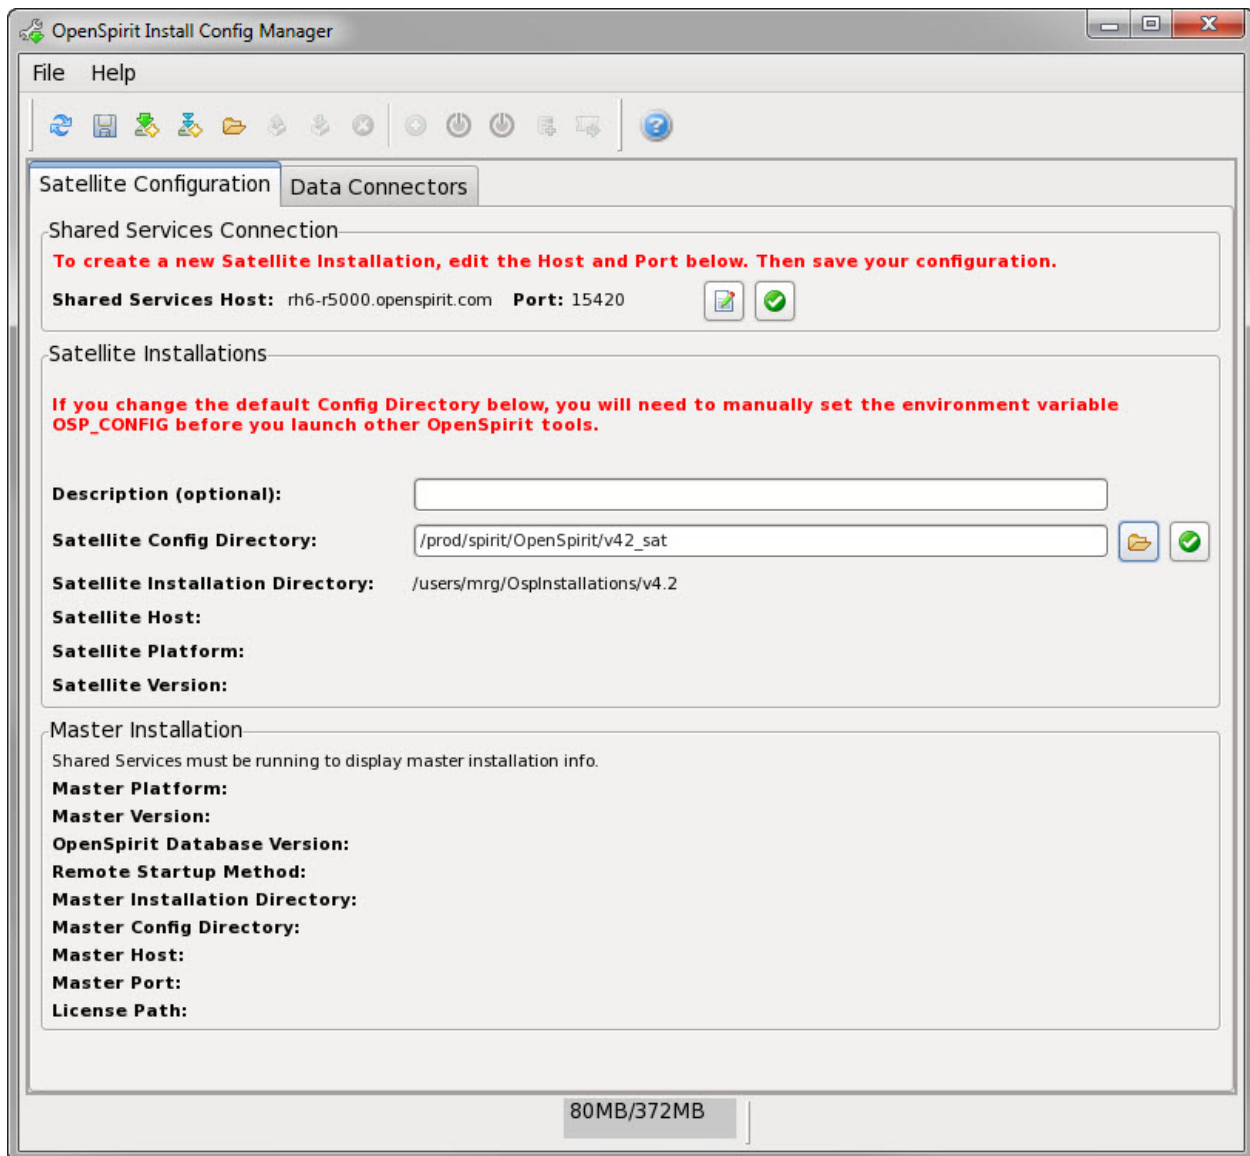 OpenSpirit Install Config Manager
File Help
Satellite Configuration Data Connectors
Shared Services Connection
To create a new Satellite Installation, edit the Host and Port below. Then save your configuration.
Shared Services Host: rh6-r5000.openspirit.com Port: 15420
Satellite Installations
If you change the default Config Directory below, you will need to manually set the environment variable
OSP_CONFIG before you launch other OpenSpirit tools.
Description (optional):
Satellite Config Directory: /prod/spirit/OpenSpirit/v42_sat
Satellite Installation Directory: /users/mrg/OspInstallations/v4.2
Satellite Host:
Satellite Platform:
Satellite Version:
Master Installation
Shared Services must be running to display master installation info.
Master Platform:
Master Version:
OpenSpirit Database Version:
Remote Startup Method:
Master Installation Directory:
Master Config Directory:
Master Host:
Master Port:
License Path:
80MB/372MB